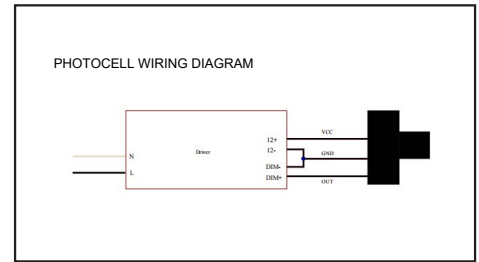 PHOTOCELL WIRING DIAGRAM
12+
VCC
12-
GND
N
Driver
DIM-
L
DIM+
OUT